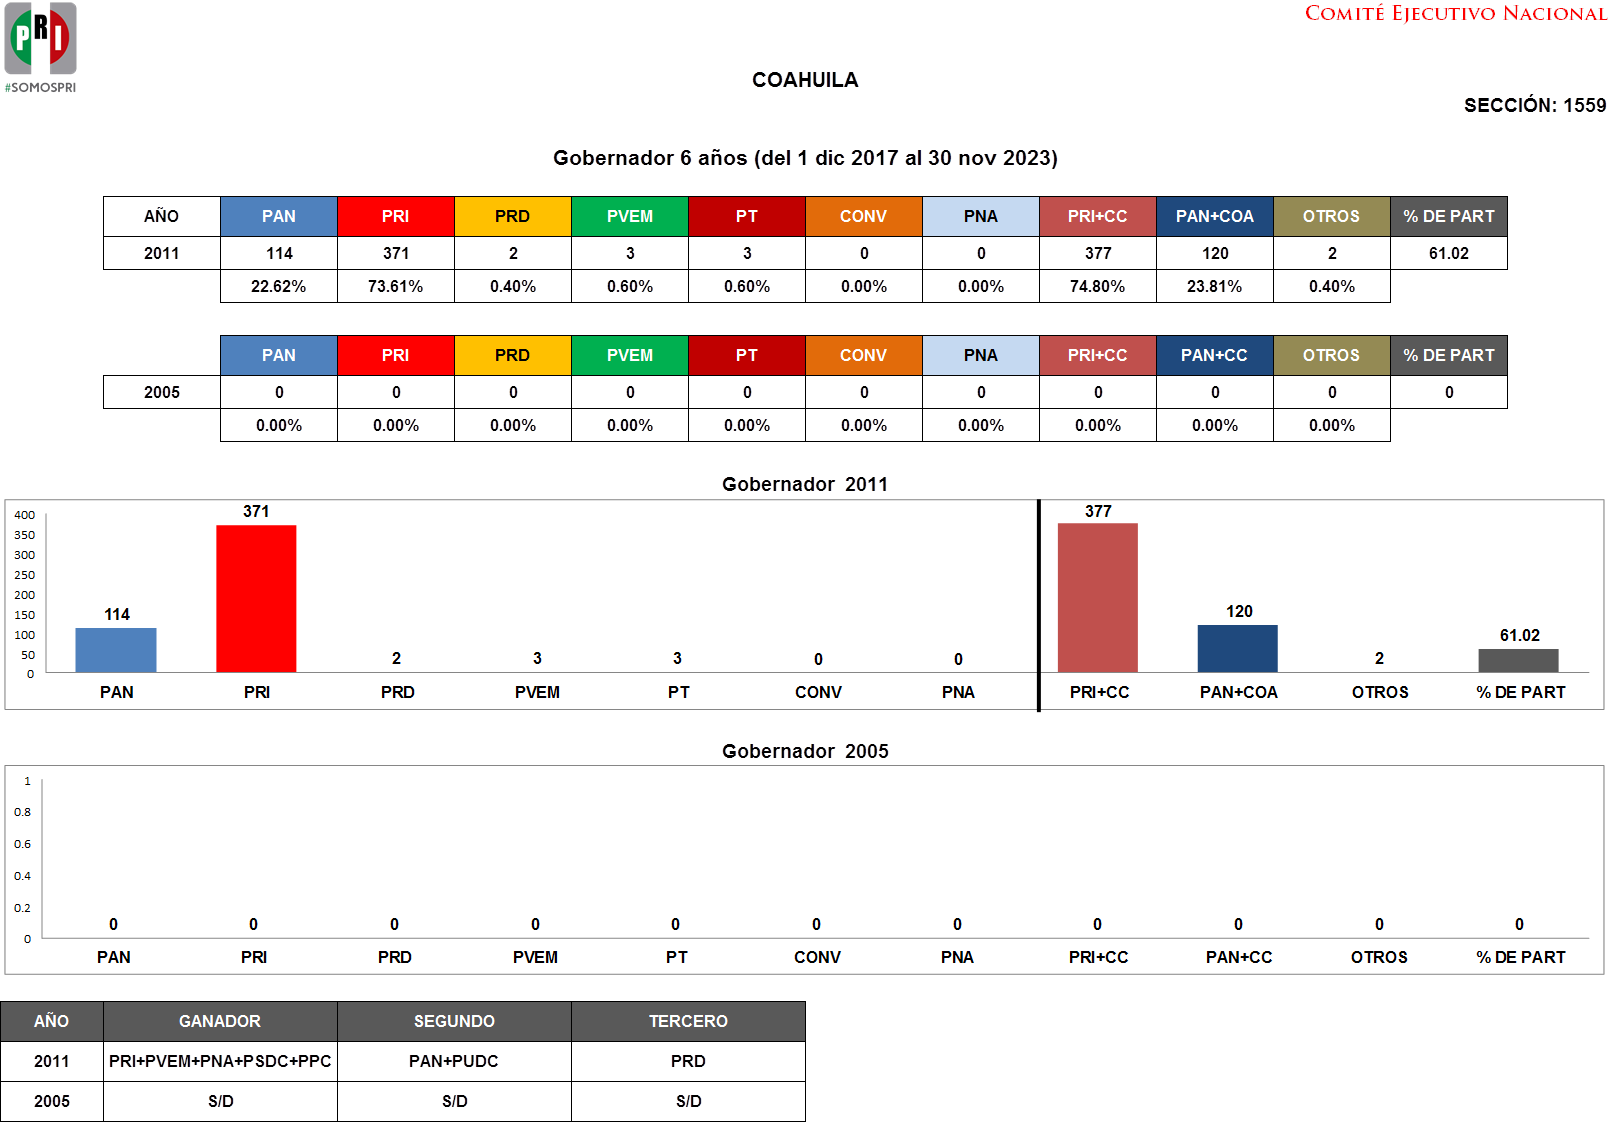 PRI
#SOMOSPRI
COMITÉ EJECUTIVO NACIONAL
COAHUILA
SECCIÓN: 1559
Gobernador 6 años (del 1 dic 2017 al 30 nov 2023)
AÑO PAN PRI PRD PVEM PT CONV PNA PRI+CC PAN+COA OTROS % DE PART
2011 114 371 2 3 3 0 0 377 120 2 61.02
22.62% 73.61% 0.40% 0.60% 0.60% 0.00% 0.00% 74.80% 23.81% 0.40%
PAN PRI PRD PVEM PT CONV PNA PRI+CC PAN+CC OTROS % DE PART
2005 0 0 0 0 0 0 0 0 0 0 0
0.00% 0.00% 0.00% 0.00% 0.00% 0.00% 0.00% 0.00% 0.00% 0.00%
Gobernador 2011
400
350
300
250
200
150
100
50
0
114 371 2 3 3 0 0 377 120 2 61.02
PAN PRI PRD PVEM PT CONV PNA PRI+CC PAN+COA OTROS % DE PART
Gobernador 2005
1
0.8
0.6
0.4
0.2
0
0 0 0 0 0 0 0 0 0 0 0
PAN PRI PRD PVEM PT CONV PNA PRI+CC PAN+CC OTROS % DE PART
AÑO GANADOR SEGUNDO TERCERO
2011 PRI+PVEM+PNA+PSDC+PPC PAN+PUDC PRD
2005 S/D S/D S/D